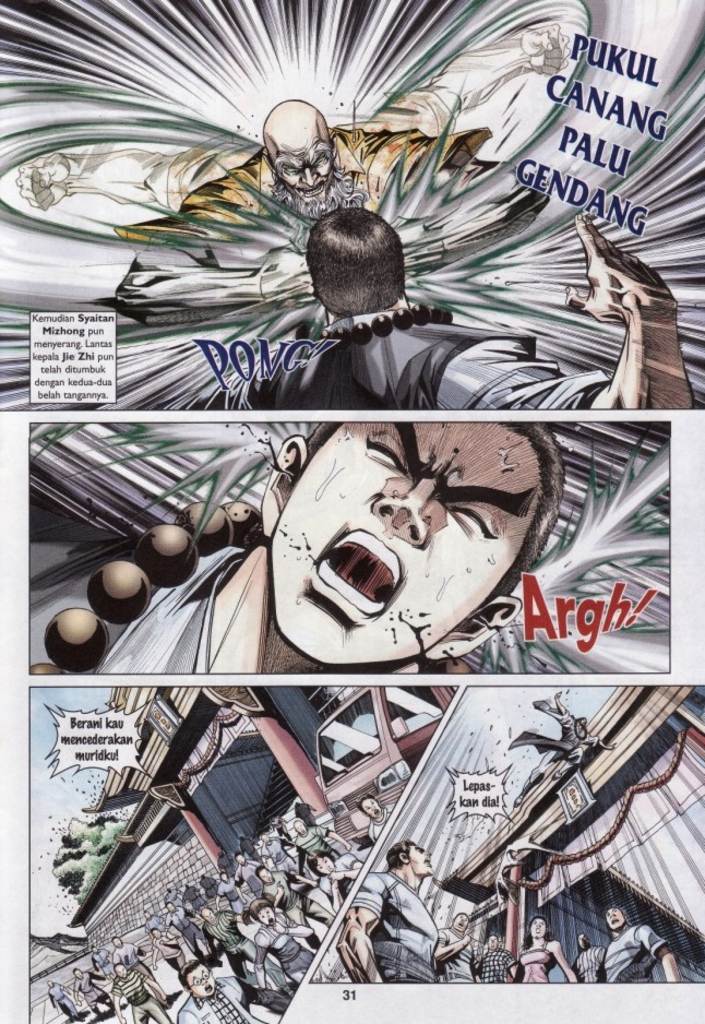 PUKUL
CANANG
PALU
GENDANG
Kemudian Syaitan
Mizhong pun
menyerang. Lantas
kepala Jie Zhi pun
telah ditumbuk
dengan kedua-dua
belah tangannya.
PONG!
Argh!
Berani kau
mencederakan
muridku!
Lepas-
kan dia!
31